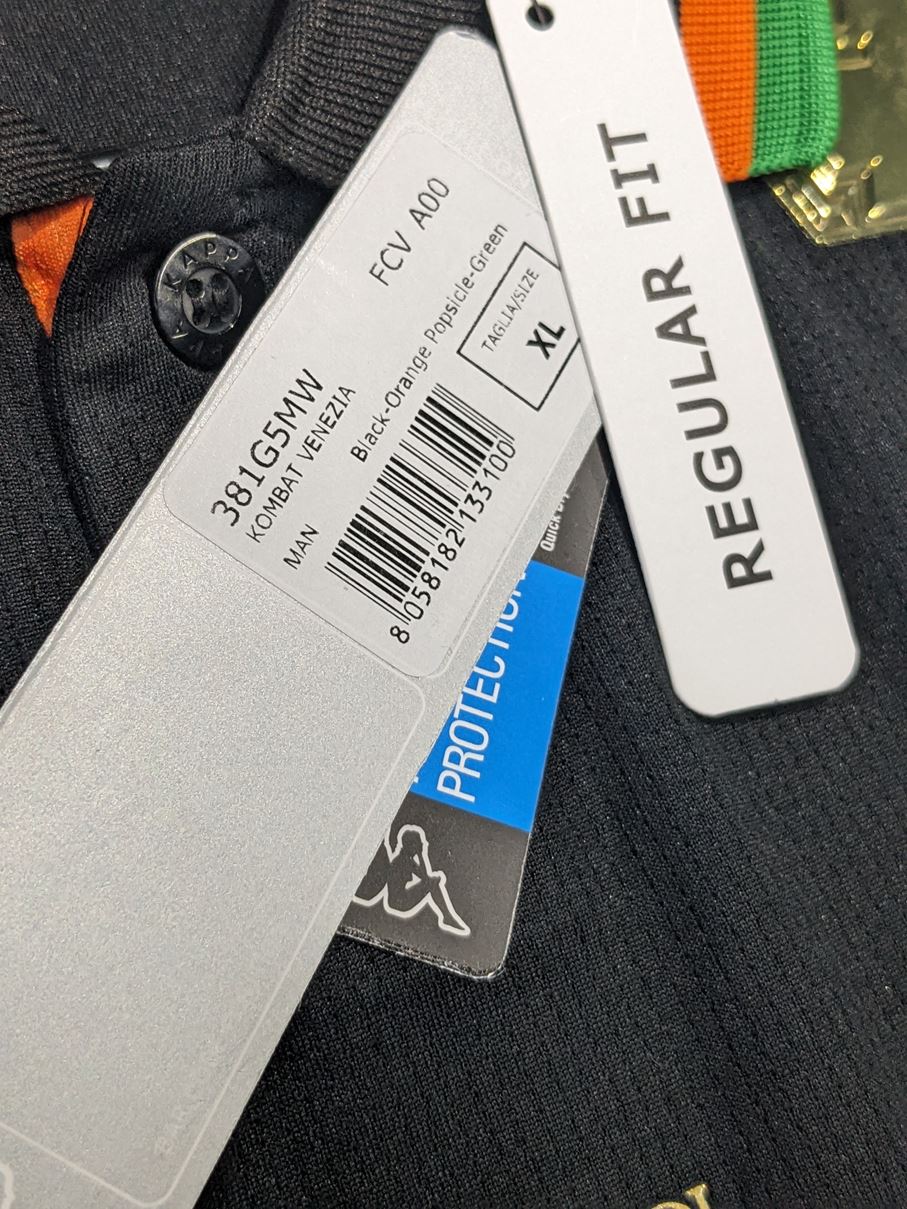 KAPPA
REGULAR FIT
FCV A00
381G5MW
KOMBAT VENEZIA
Black-Orange Popsicle-Green
MAN
TAGLIA/SIZE
XL
8 058182 133100
PROTECTION